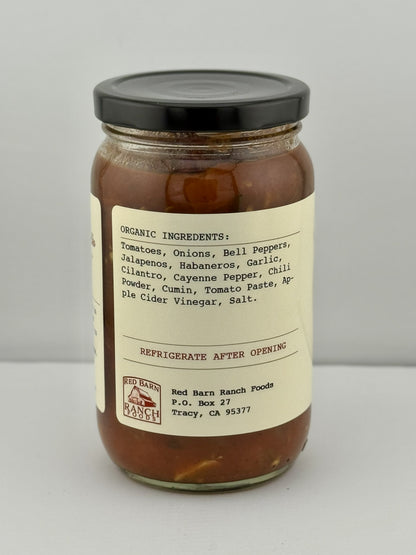 ORGANIC INGREDENTS:
Tomatoes, Onions, Bell Peppers,
Jalapenos, Habaneros, Garlic,
Cilantro, Cayenne Pepper, Chili
Powder, Cumin, Tomato Paste, Ap-
ple Cider Vinegar, Salt.
REFRIGERATE AFTER OPENING
RED BARN
RANCH
FOODS
Red Barn Ranch Foods
P.O. Box 27
Tracy, CA 95377